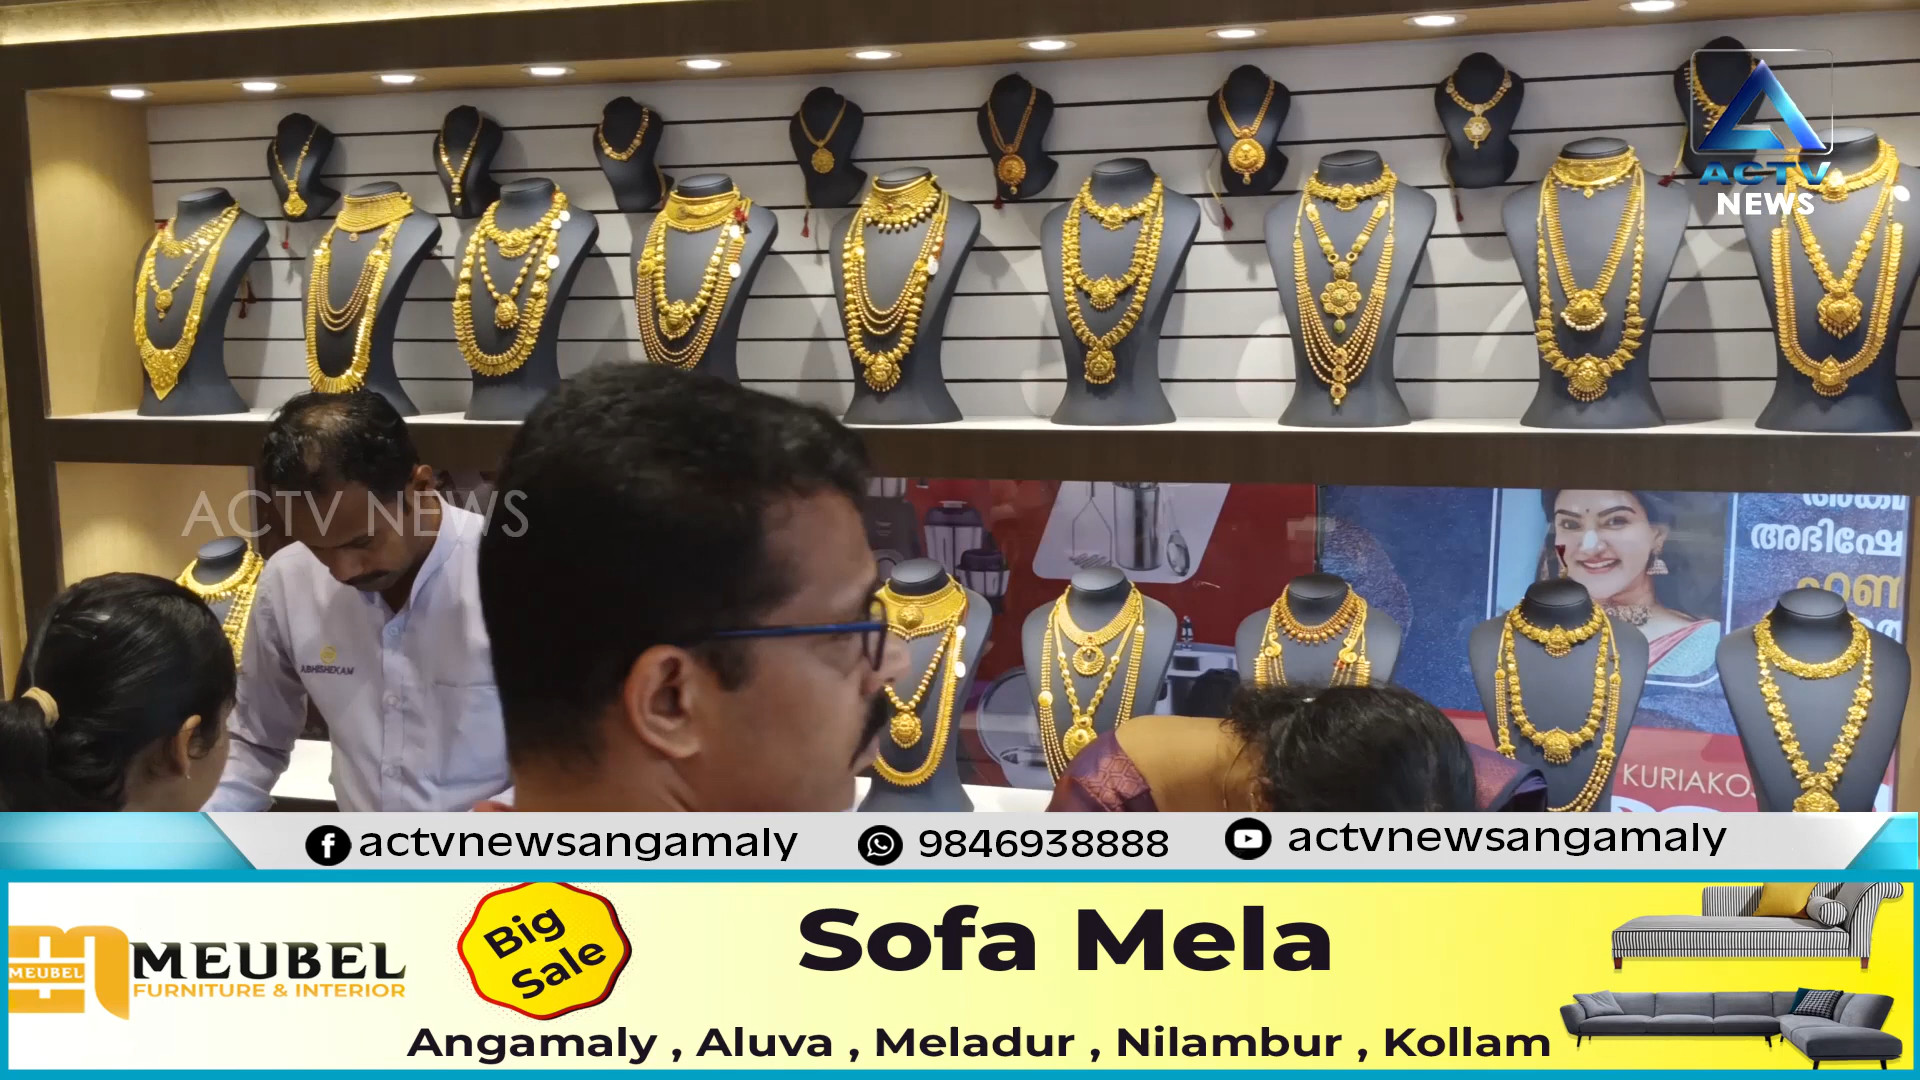 ACTV
NEWS
ACTV NEWS
അഭിഷേ
ABHISHEKAM
KURIAKO
actvnewsangamaly
9846938888
actvnewsangamaly
MEUBEL
MEUBEL
FURNITURE & INTERIOR
Big
Sale
Sofa Mela
Angamaly , Aluva , Meladur , Nilambur , Kollam